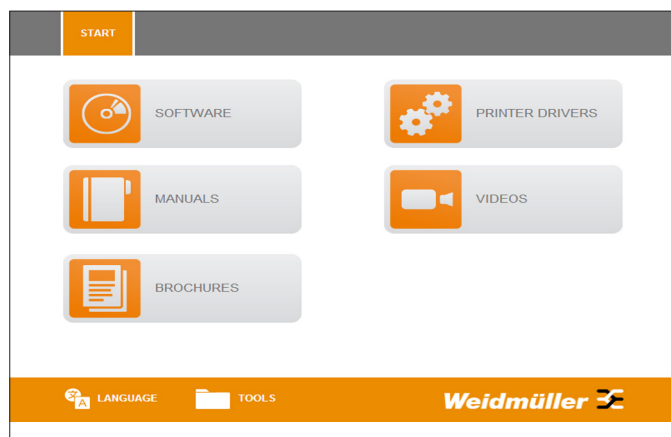 START
SOFTWARE
PRINTER DRIVERS
MANUALS
VIDEOS
BROCHURES
LANGUAGE
TOOLS
Weidmüller